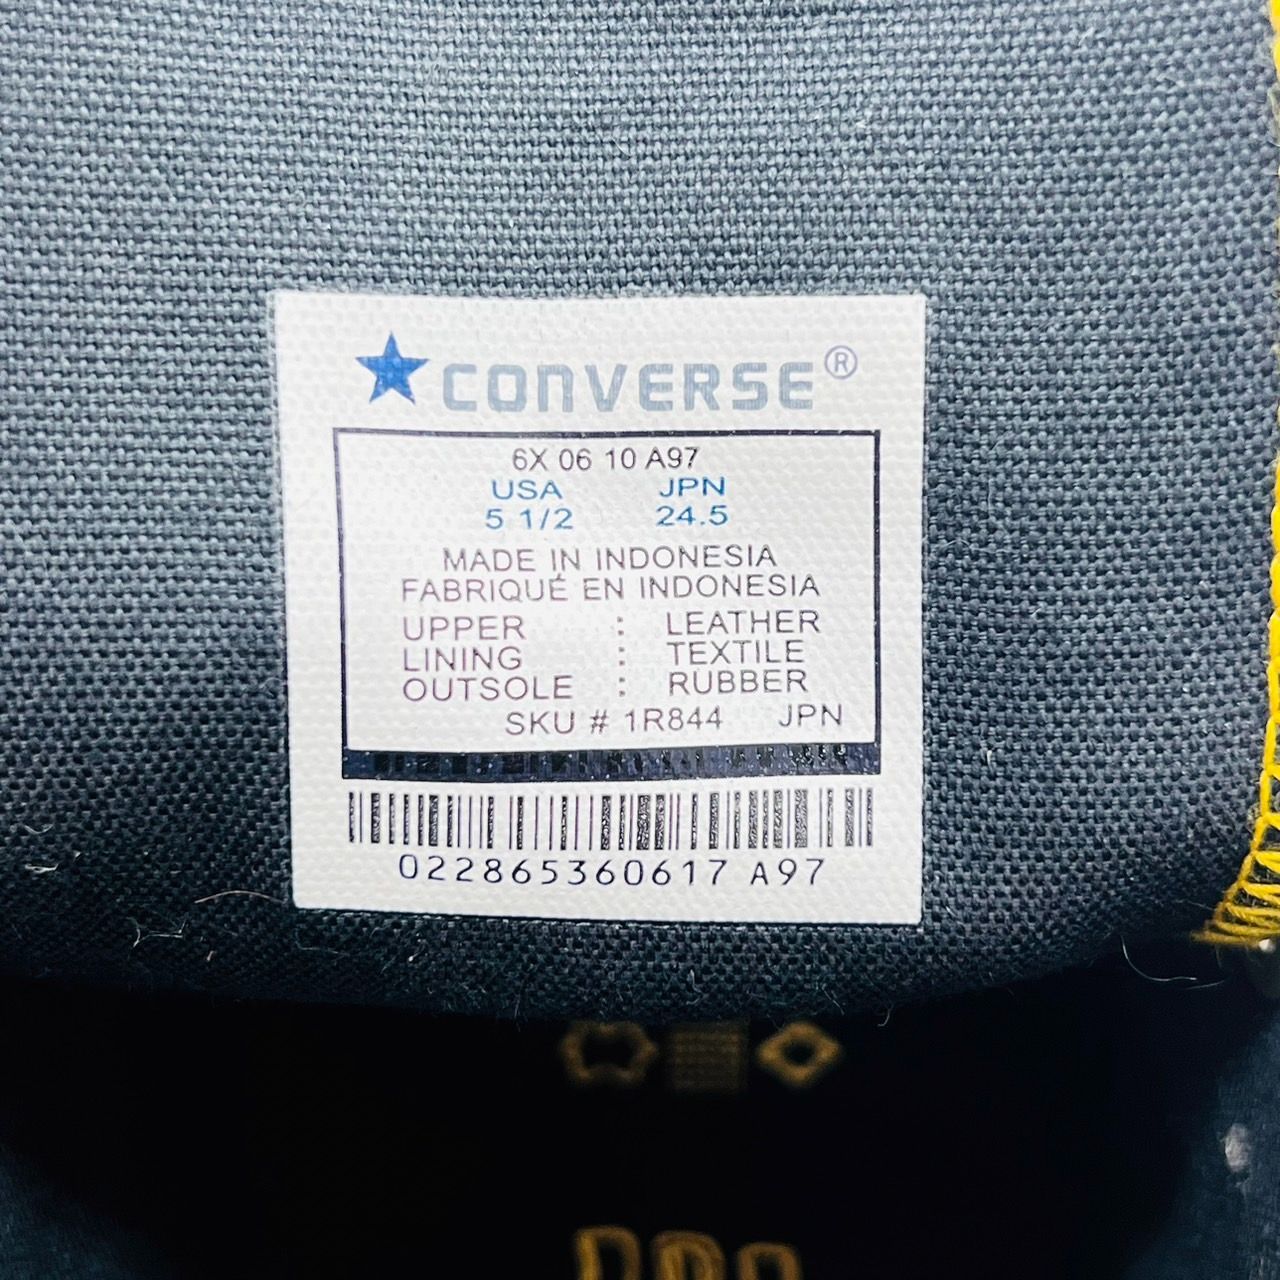 CONVERSE®
6X 06 10 A97
USA JPN
5 1/2 24.5
MADE IN INDONESIA
FABRIQUÉ EN INDONESIA
UPPER : LEATHER
LINING : TEXTILE
OUTSOLE : RUBBER
SKU # 1R844 JPN
022865360617 A97